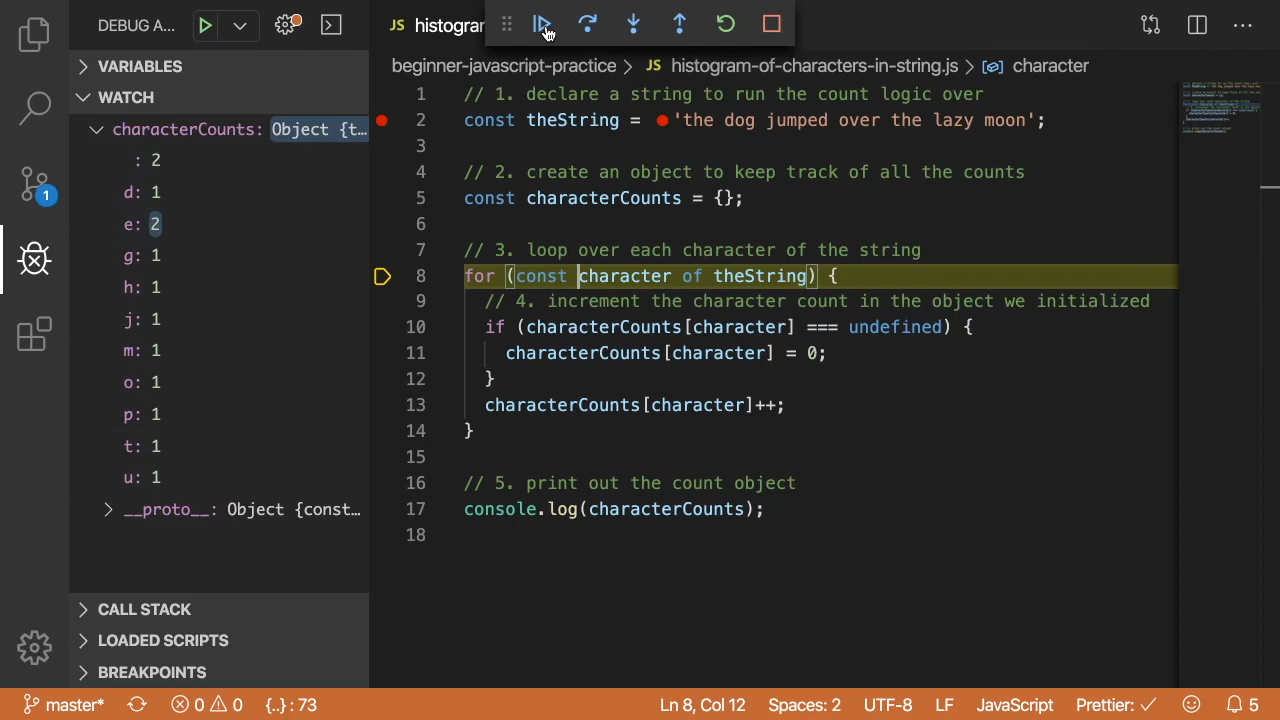 DEBUG A...
VARIABLES
WATCH
characterCounts: Object {t...
: 2
d: 1
e: 2
g: 1
h: 1
j: 1
m: 1
o: 1
p: 1
t: 1
u: 1
__proto__: Object {const...
CALL STACK
LOADED SCRIPTS
BREAKPOINTS
1
JS histogram
beginner-javascript-practice > JS histogram-of-characters-in-string.js > character
1 // 1. declare a string to run the count logic over
2 const theString = 'the dog jumped over the lazy moon';
3
4 // 2. create an object to keep track of all the counts
5 const characterCounts = {};
6
7 // 3. loop over each character of the string
8 for (const character of theString) {
9 // 4. increment the character count in the object we initialized
10 if (characterCounts[character] === undefined) {
11 characterCounts[character] = 0;
12 }
13 characterCounts[character]++;
14 }
15
16 // 5. print out the count object
17 console.log(characterCounts);
18
master* 0 0 {..} : 73 Ln 8, Col 12 Spaces: 2 UTF-8 LF JavaScript Prettier: ✓ 5